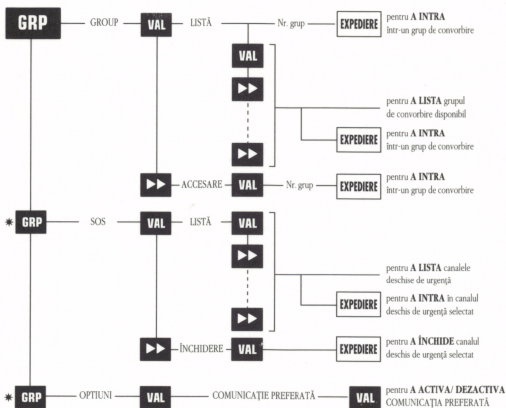 GRP GROUP VAL LISTĂ Nr. grup EXPEDIERE pentru A INTRA
într-un grup de convorbire
VAL
►►
pentru A LISTA grupul
de convorbire disponibil
EXPEDIERE pentru A INTRA
într-un grup de convorbire
►►
►► ACCESARE VAL Nr. grup EXPEDIERE pentru A INTRA
într-un grup de convorbire
✷ GRP SOS VAL LISTĂ VAL
►►
pentru A LISTA canalele
deschise de urgență
EXPEDIERE pentru A INTRA în canalul
deschis de urgență selectat
►►
►► ÎNCHIDERE VAL EXPEDIERE pentru A ÎNCHIDE canalul
deschis de urgență selectat
✷ GRP OPTIUNI VAL COMUNICAȚIE PREFERATĂ VAL pentru A ACTIVA/ DEZACTIVA
COMUNICAȚIA PREFERATĂ